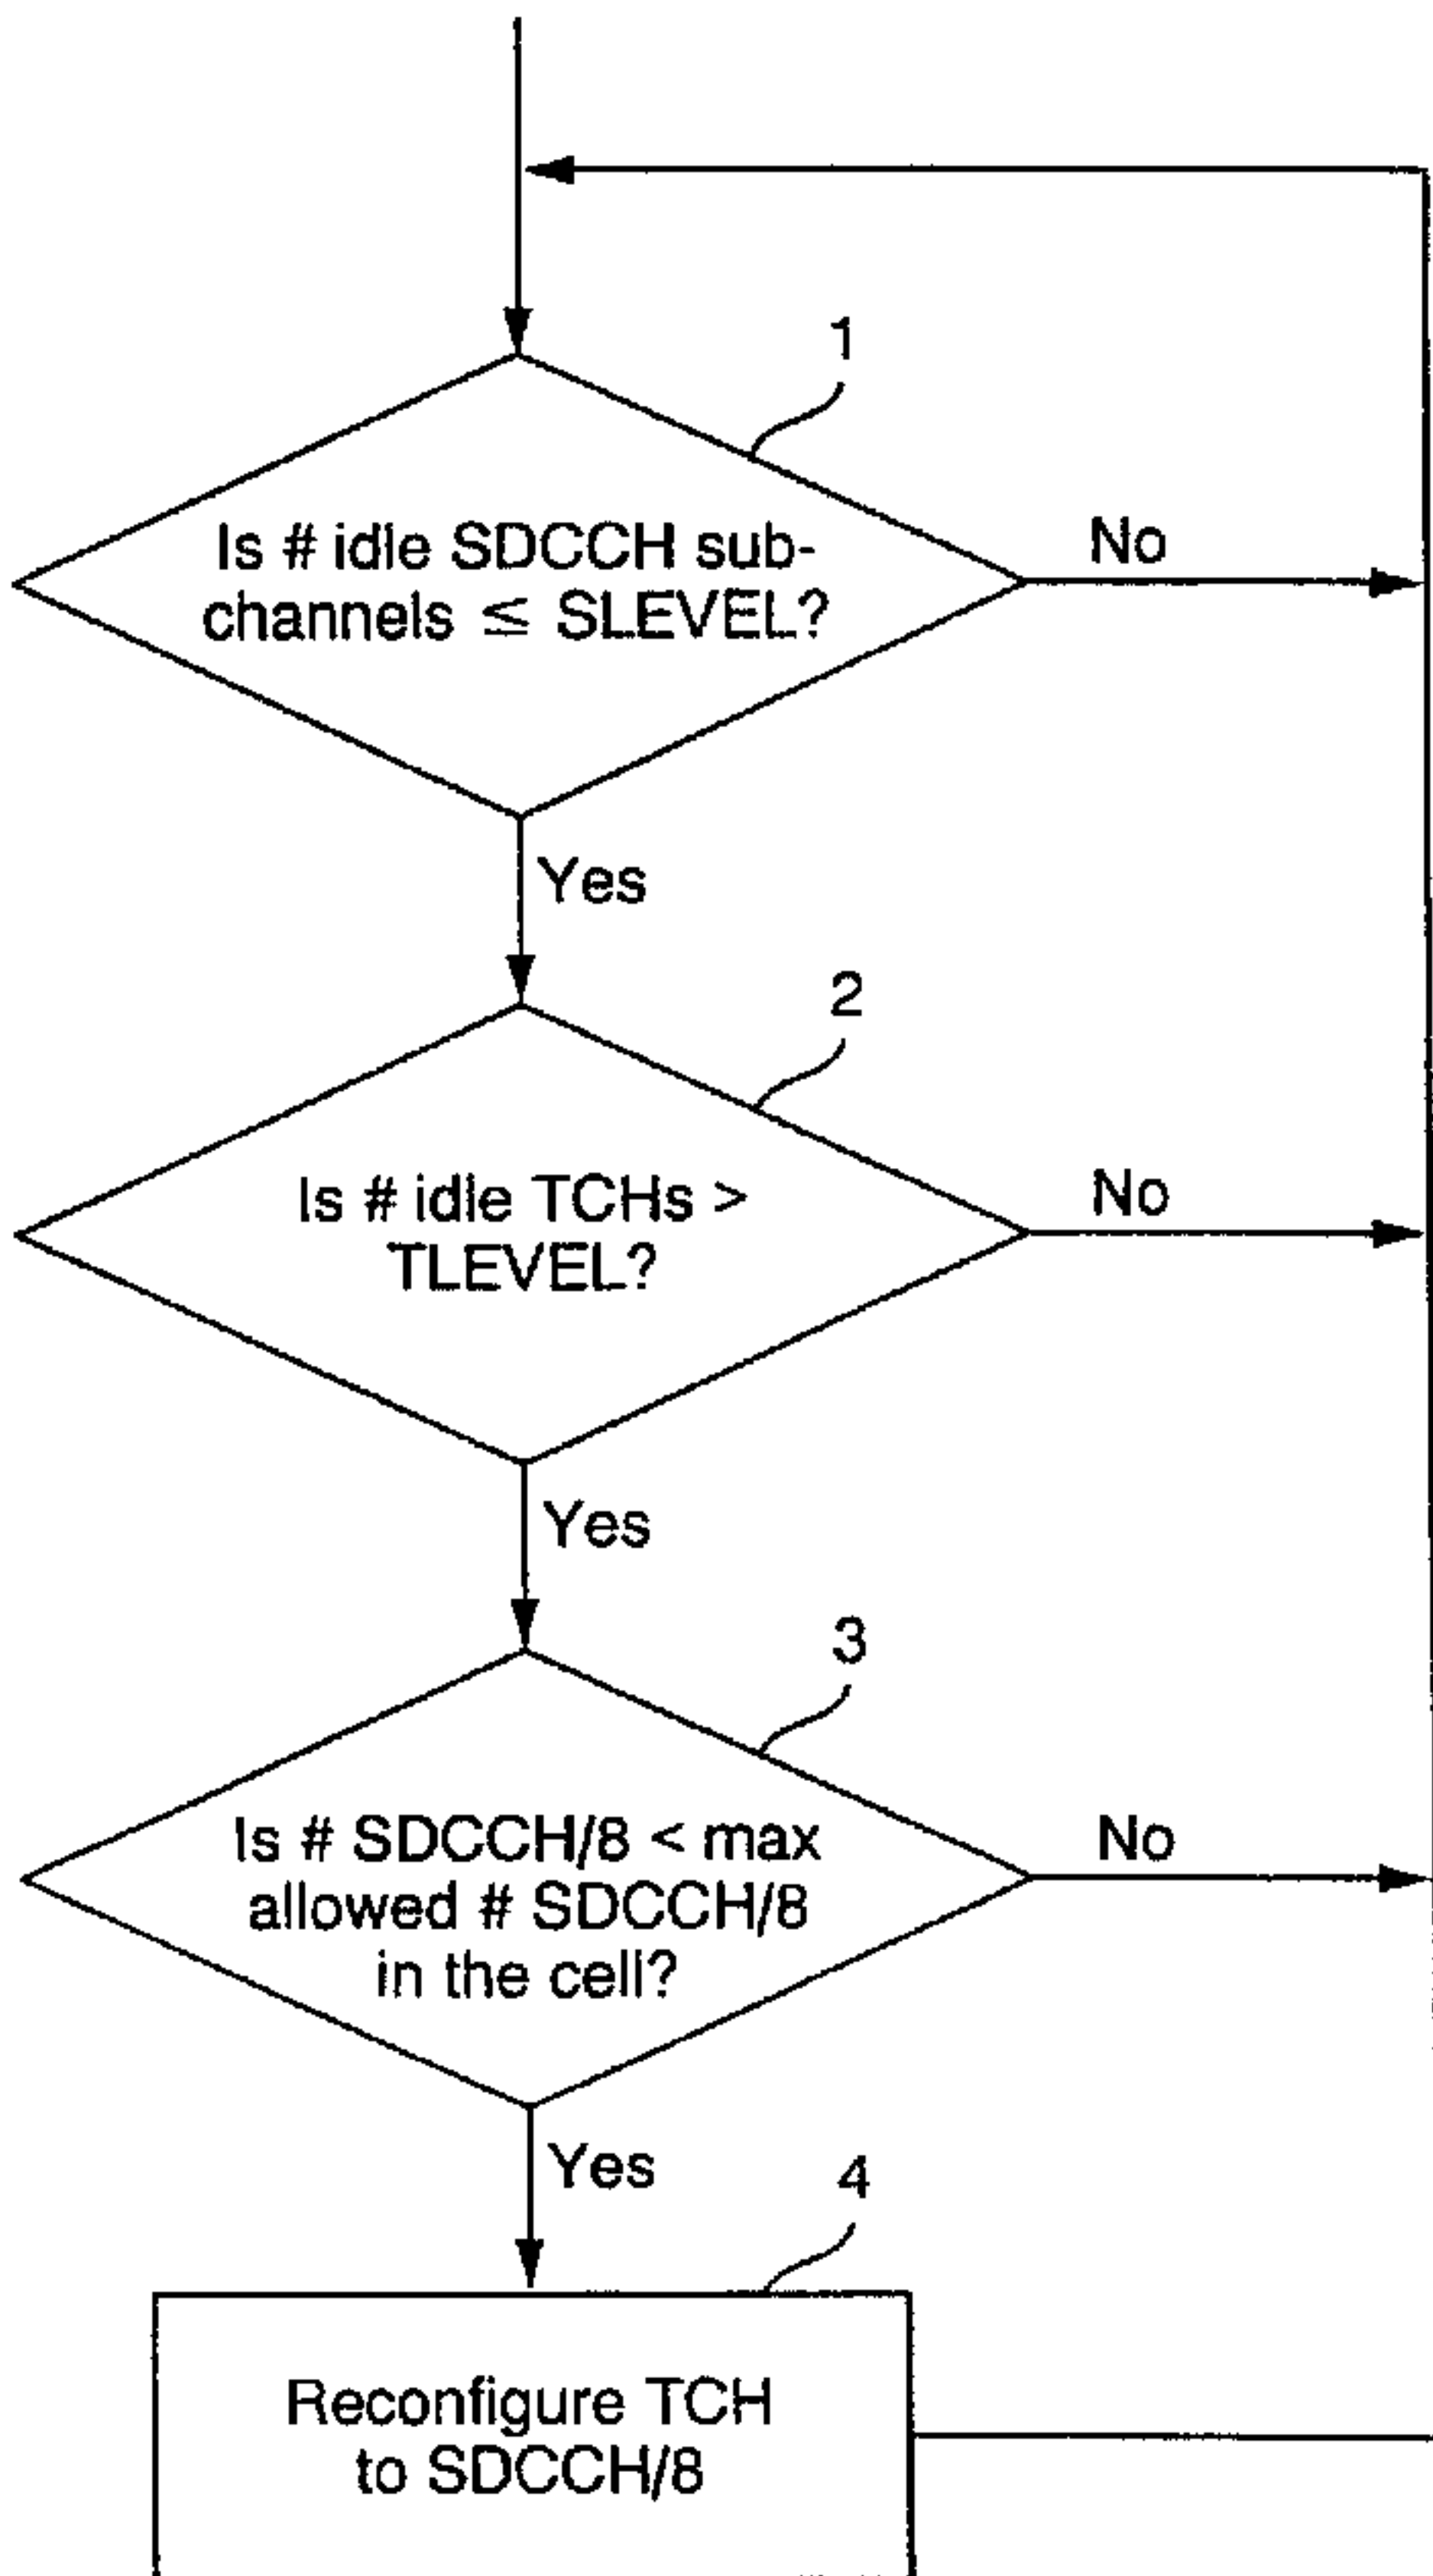 1
Is # idle SDCCH sub-
channels ≤ SLEVEL?
No
Yes
2
Is # idle TCHs >
TLEVEL?
No
Yes
3
Is # SDCCH/8 < max
allowed # SDCCH/8
in the cell?
No
Yes
4
Reconfigure TCH
to SDCCH/8